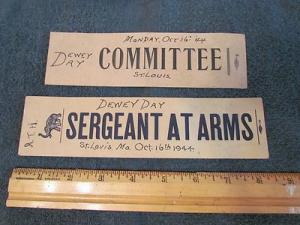 Monday, Oct 16 - 44
Dewey Day
COMMITTEE
St. Louis
Dewey Day
SERGEANT AT ARMS
St. Louis Mo Oct. 16th 1944